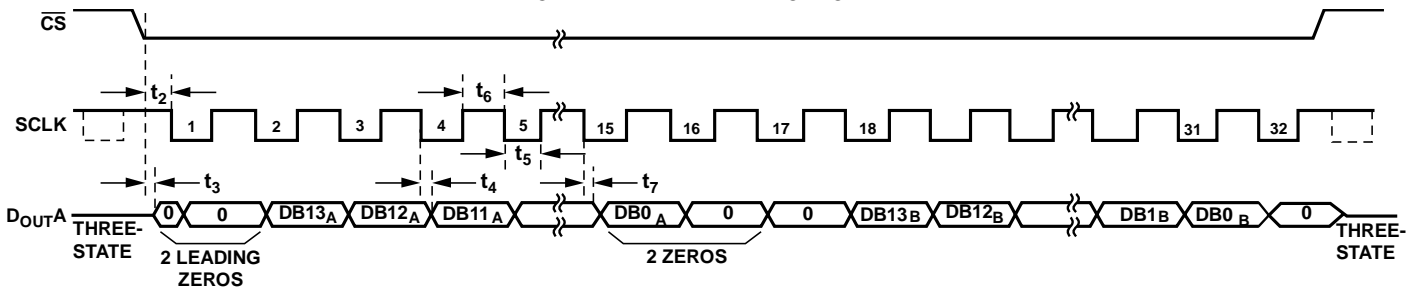 CS
t2
t6
SCLK
1 2 3 4 5 15 16 17 18 31 32
t5
t3 t4 t7
DOUTA
0 0 DB13A DB12A DB11A DB0 A 0 0 DB13B DB12B DB1B DB0 B 0
THREE-
STATE
2 LEADING
ZEROS
2 ZEROS
THREE-
STATE